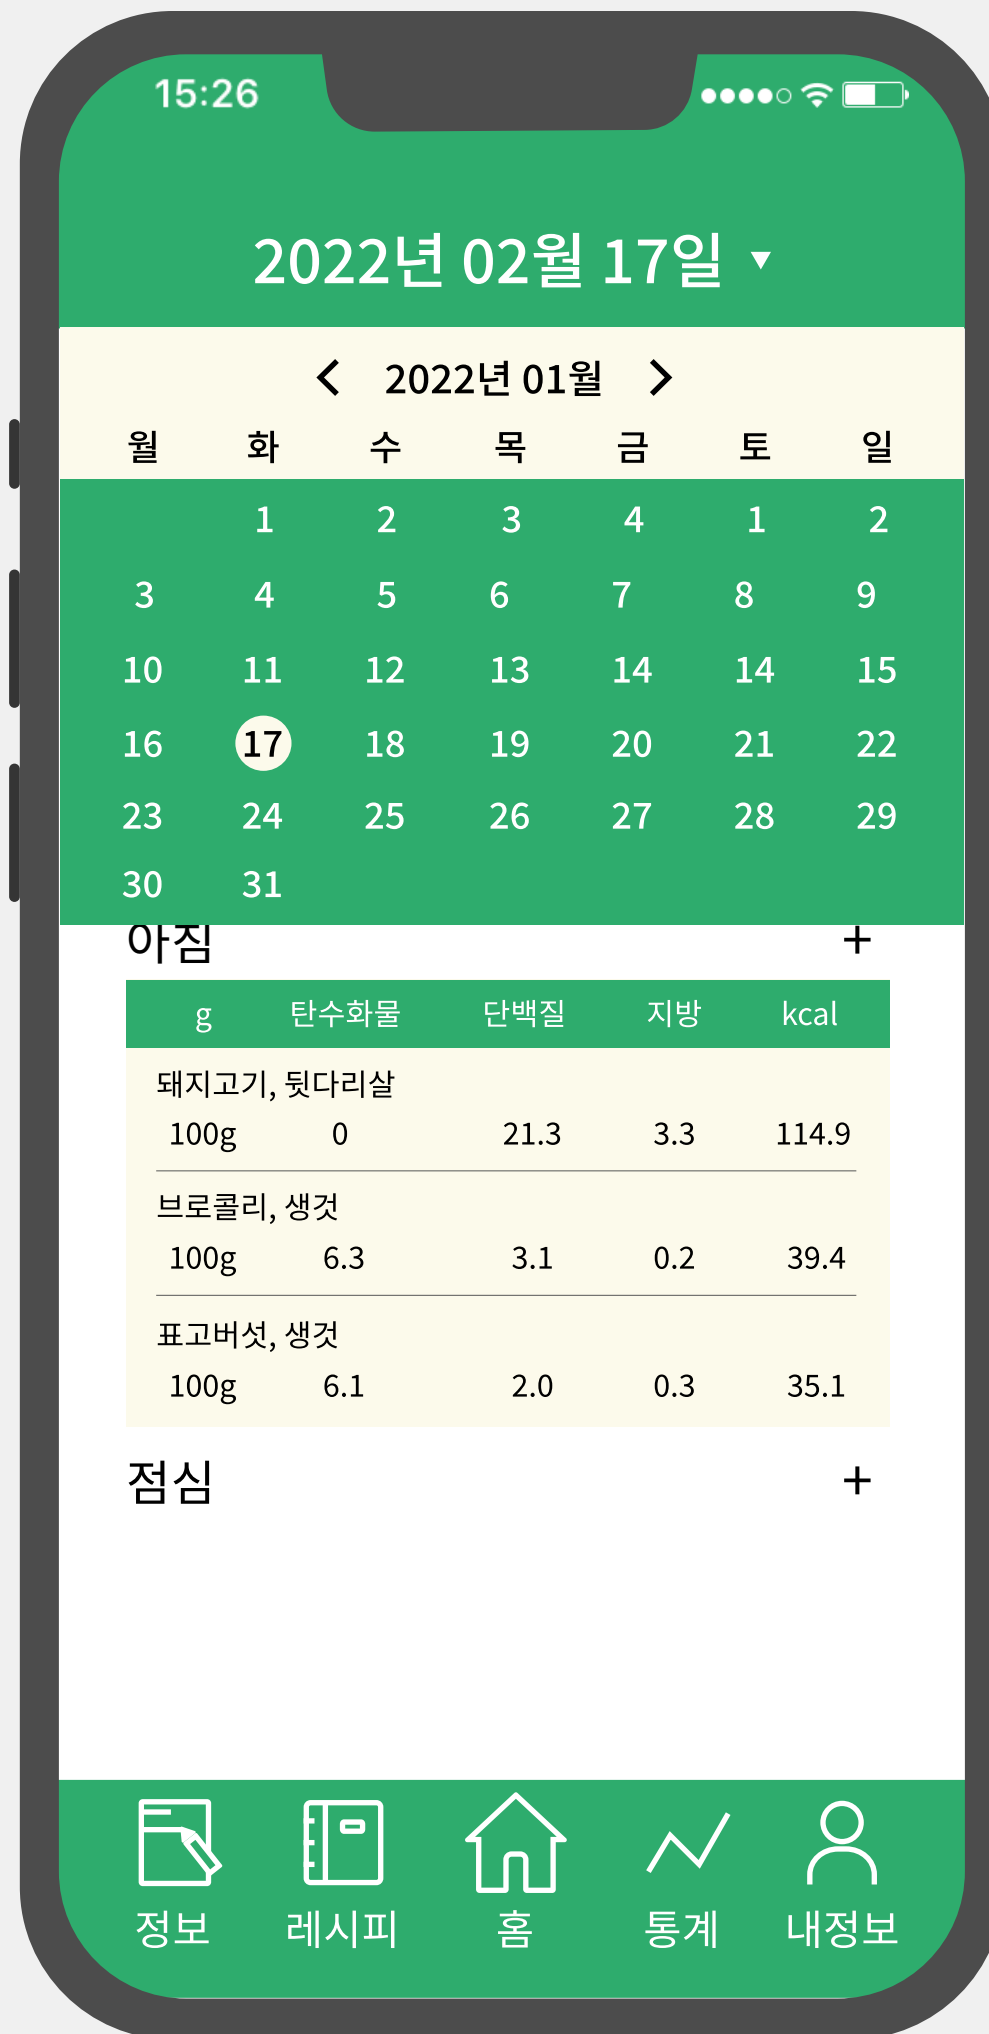 15:26
2022년 02월 17일 ▼
< 2022년 01월 >
월 화 수 목 금 토 일
1 2 3 4 1 2
3 4 5 6 7 8 9
10 11 12 13 14 14 15
16 17 18 19 20 21 22
23 24 25 26 27 28 29
30 31
아침 +
g 탄수화물 단백질 지방 kcal
돼지고기, 뒷다리살
100g 0 21.3 3.3 114.9
브로콜리, 생것
100g 6.3 3.1 0.2 39.4
표고버섯, 생것
100g 6.1 2.0 0.3 35.1
점심 +
정보 레시피 홈 통계 내정보